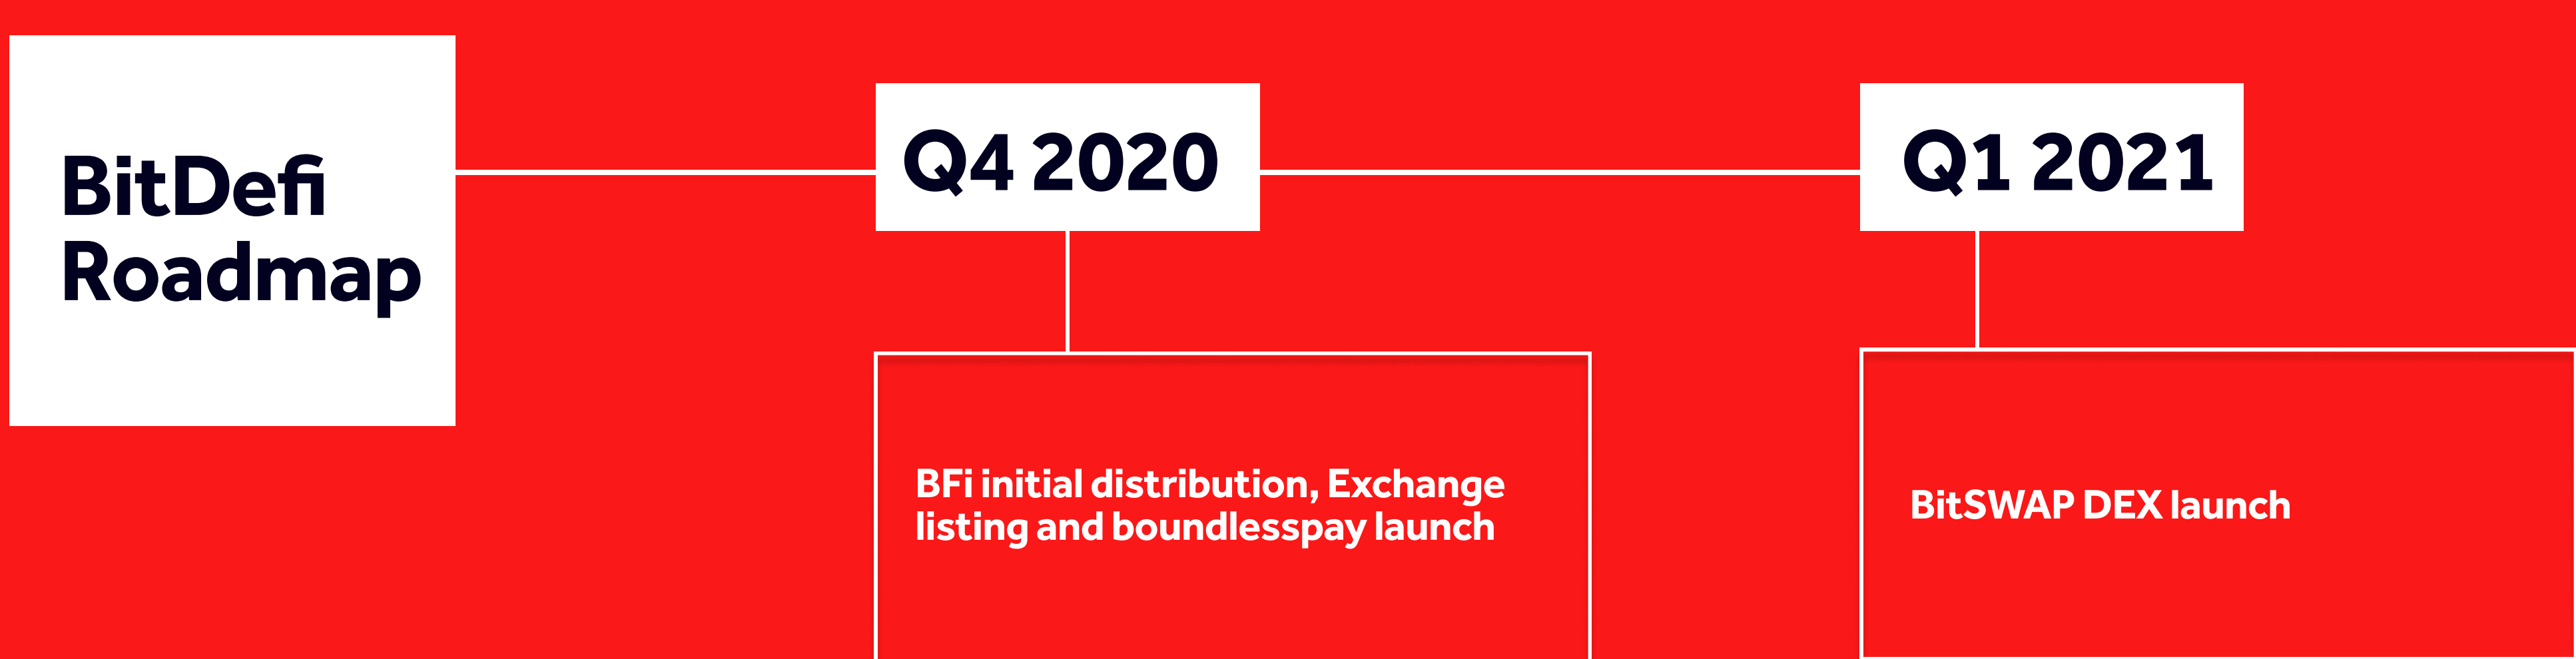 BitDefi
Roadmap
Q4 2020
Q1 2021
BFi initial distribution, Exchange
listing and boundlesspay launch
BitSWAP DEX launch